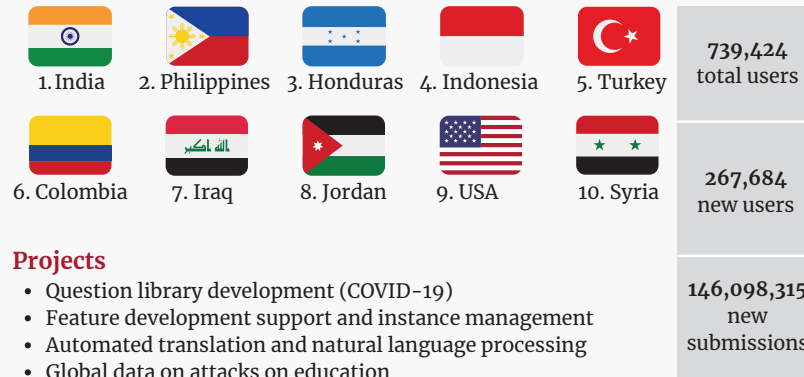 1.India 2. Philippines 3. Honduras 4. Indonesia 5. Turkey
الله اكبر
6. Colombia 7. Iraq 8. Jordan 9. USA 10. Syria
Projects
• Question library development (COVID-19)
• Feature development support and instance management
• Automated translation and natural language processing
• Global data on attacks on education
739,424
total users
267,684
new users
146,098,315
new
submissions